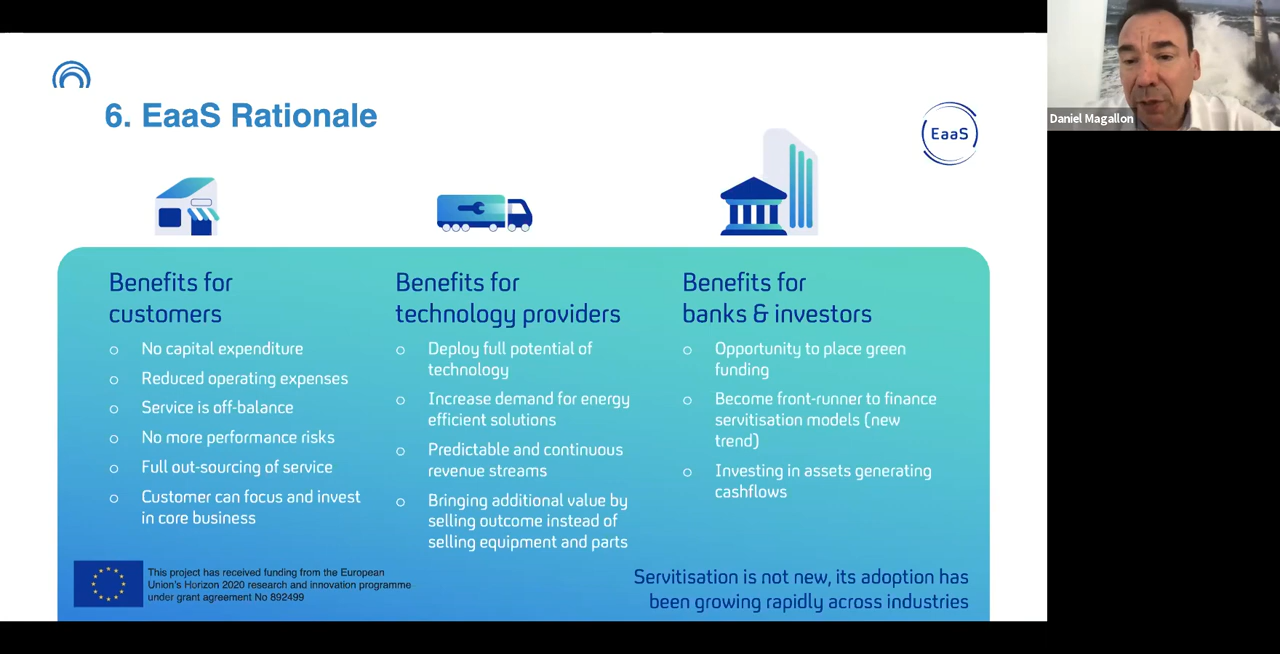 6. EaaS Rationale
EaaS
Daniel Magallon
Benefits for
customers
No capital expenditure
Reduced operating expenses
Service is off-balance
No more performance risks
Full out-sourcing of service
Customer can focus and invest
in core business
Benefits for
technology providers
Deploy full potential of
technology
Increase demand for energy
efficient solutions
Predictable and continuous
revenue streams
Bringing additional value by
selling outcome instead of
selling equipment and parts
Benefits for
banks & investors
Opportunity to place green
funding
Become front-runner to finance
servitisation models (new
trend)
Investing in assets generating
cashflows
This project has received funding from the European
Union's Horizon 2020 research and innovation programme
under grant agreement No 892499
Servitisation is not new, its adoption has
been growing rapidly across industries